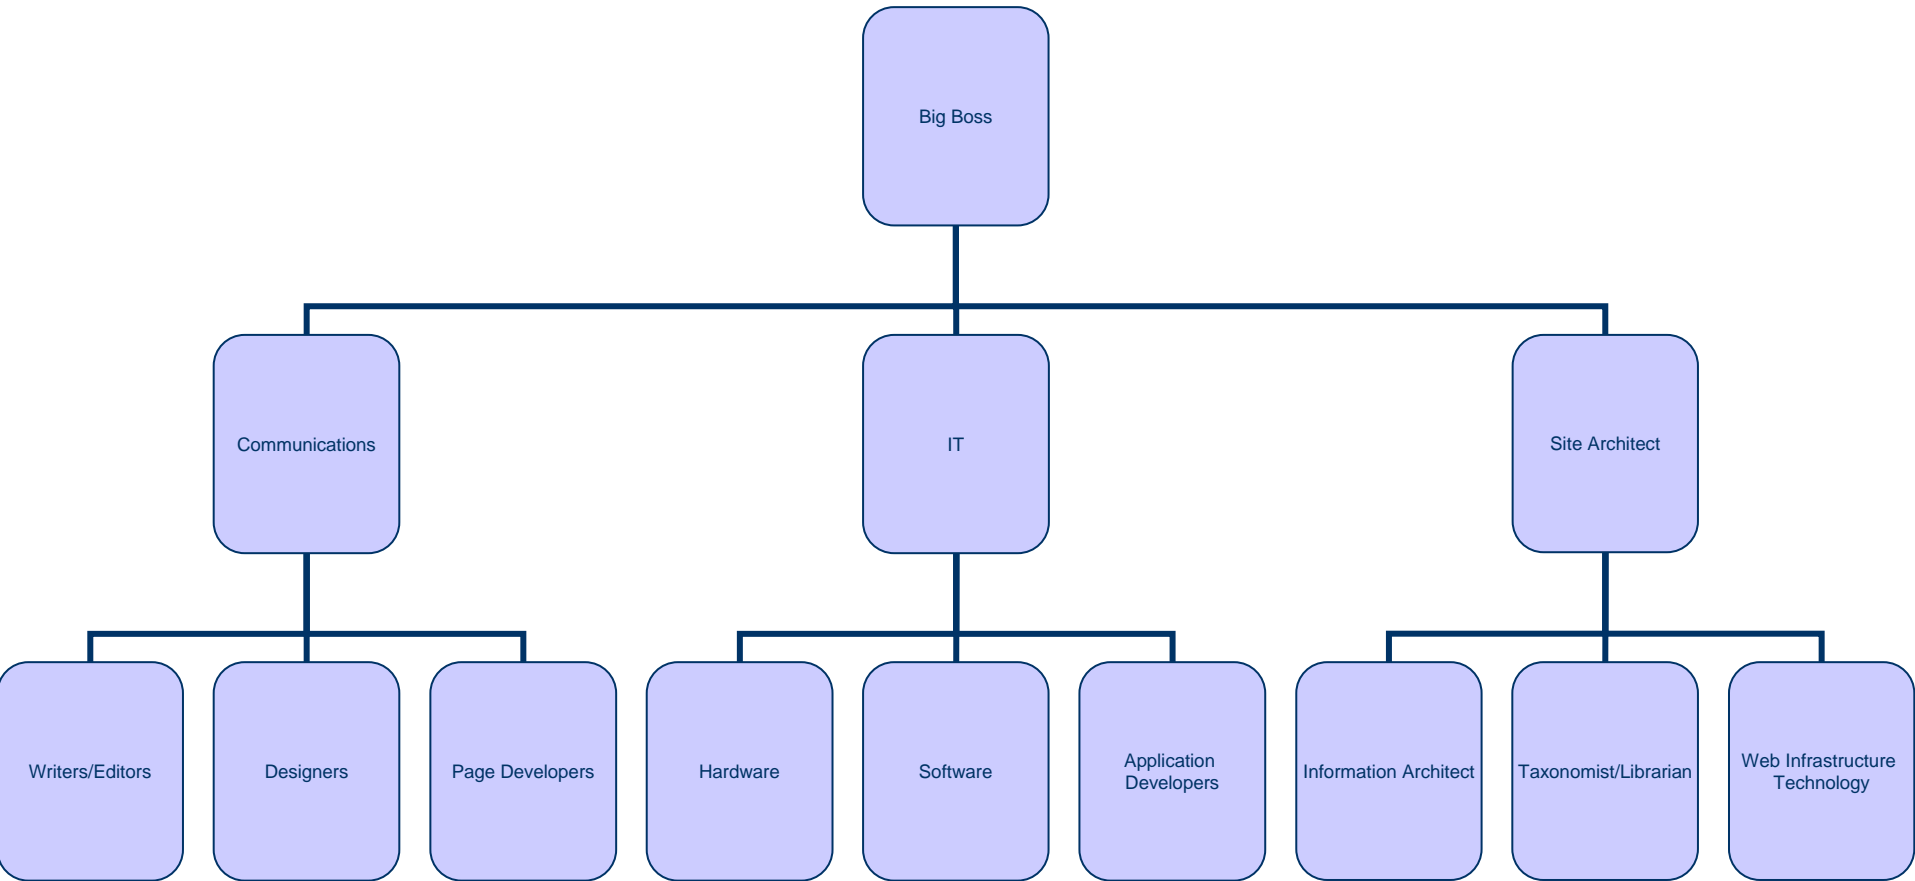 Big Boss
Communications
IT
Site Architect
Writers/Editors
Designers
Page Developers
Hardware
Software
Application
Developers
Information Architect
Taxonomist/Librarian
Web Infrastructure
Technology